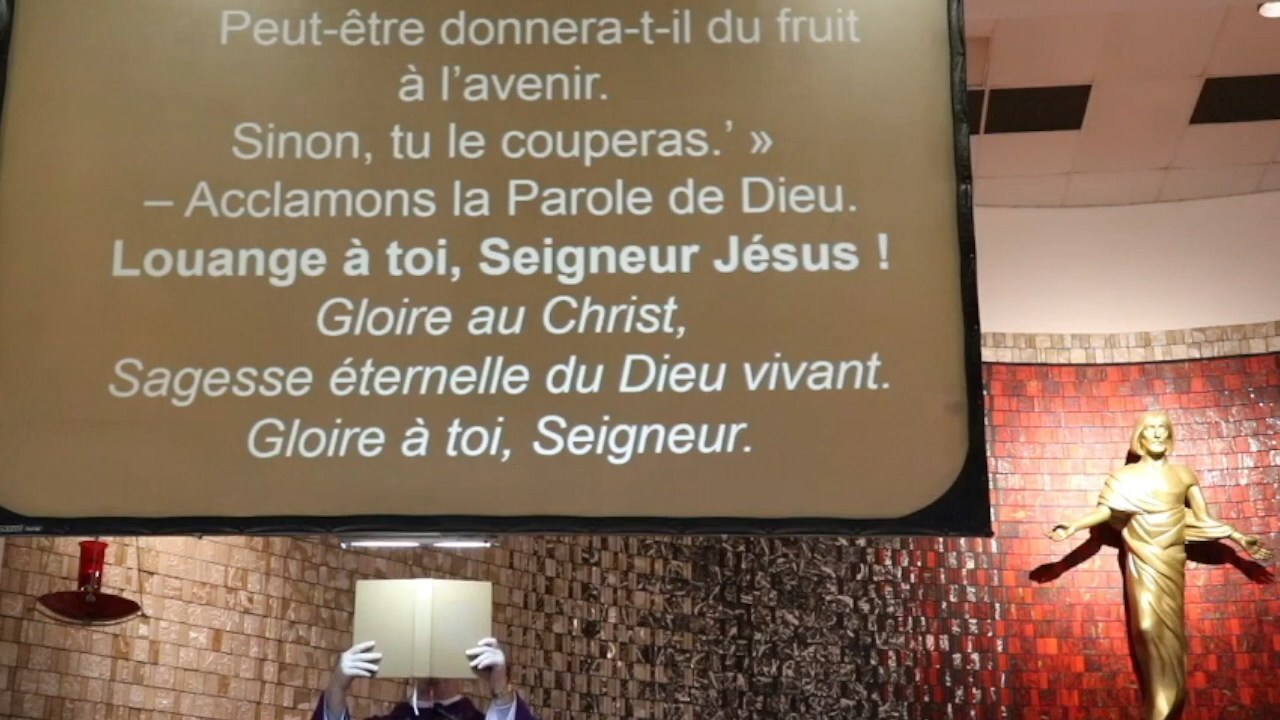 Peut-être donnera-t-il du fruit
à l’avenir.
Sinon, tu le couperas.’ »
– Acclamons la Parole de Dieu.
Louange à toi, Seigneur Jésus !
Gloire au Christ,
Sagesse éternelle du Dieu vivant.
Gloire à toi, Seigneur.